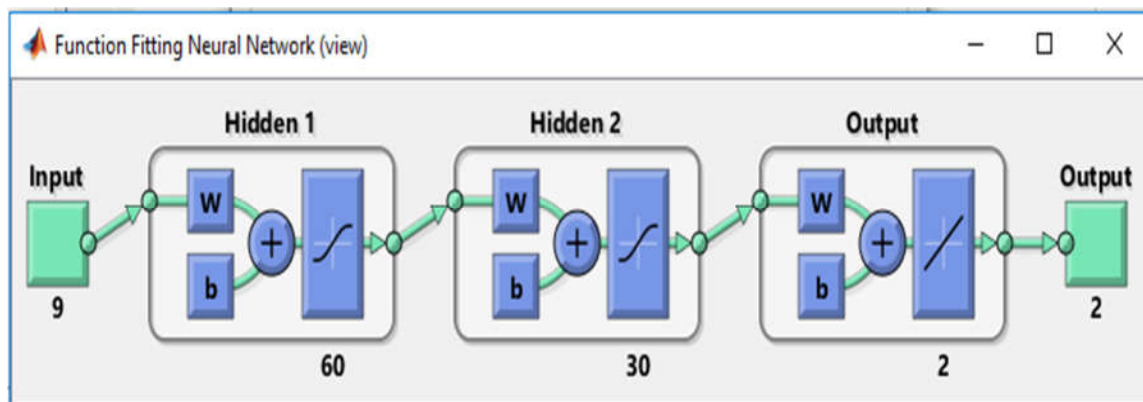 Function Fitting Neural Network (view)
Hidden 1
Hidden 2
Output
Input
Output
W
W
W
b
b
b
9
60
30
2
2